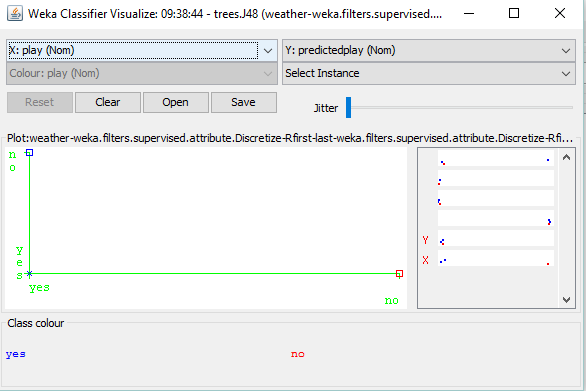 Weka Classifier Visualize: 09:38:44 - trees.J48 (weather-weka.filters.supervised....
X: play (Nom)
Y: predictedplay (Nom)
Colour: play (Nom)
Select Instance
Reset
Clear
Open
Save
Jitter
Plot:weather-weka.filters.supervised.attribute.Discretize-Rfirst-last-weka.filters.supervised.attribute.Discretize-Rfi...
no
yes
yes
no
Y
X
Class colour
yes
no